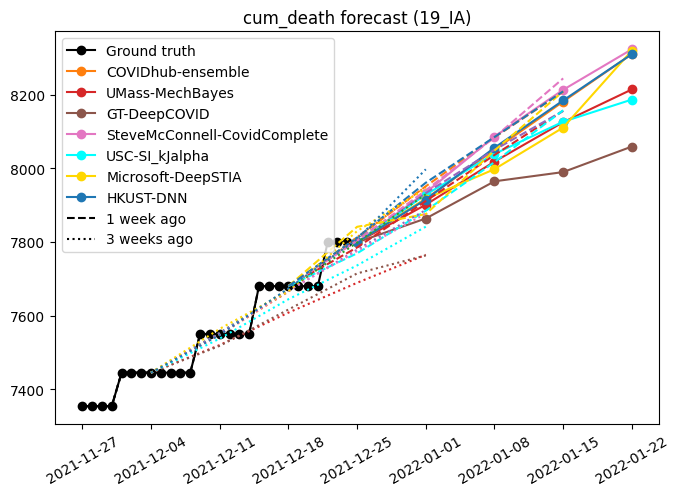 cum_death forecast (19_IA)
Ground truth
COVIDhub-ensemble
UMass-MechBayes
GT-DeepCOVID
SteveMcConnell-CovidComplete
USC-SI_kJalpha
Microsoft-DeepSTIA
HKUST-DNN
1 week ago
3 weeks ago
8200
8000
7800
7600
7400
2021-11-27
2021-12-04
2021-12-11
2021-12-18
2021-12-25
2022-01-01
2022-01-08
2022-01-15
2022-01-22